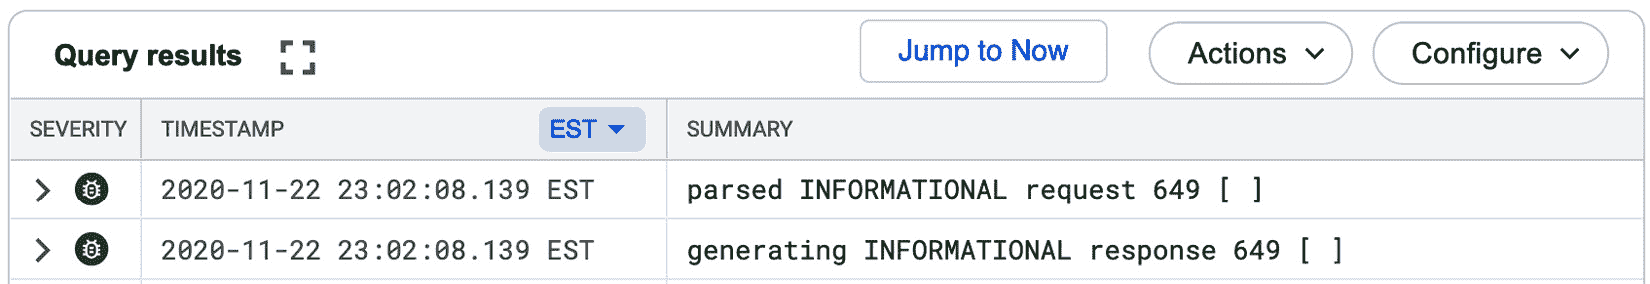 Query results Jump to Now Actions Configure
SEVERITY TIMESTAMP EST SUMMARY
2020-11-22 23:02:08.139 EST parsed INFORMATIONAL request 649 [ ]
2020-11-22 23:02:08.139 EST generating INFORMATIONAL response 649 [ ]